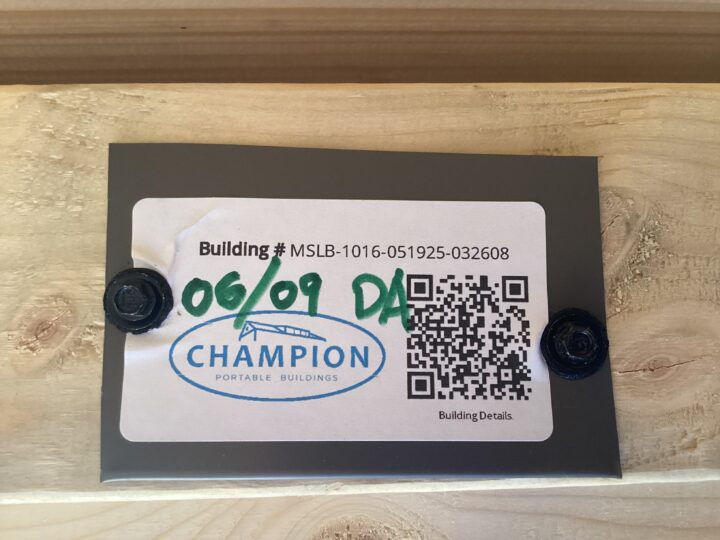 Building # MSLB-1016-051925-032608
06/09 DA
CHAMPION
PORTABLE BUILDINGS
Building Details.